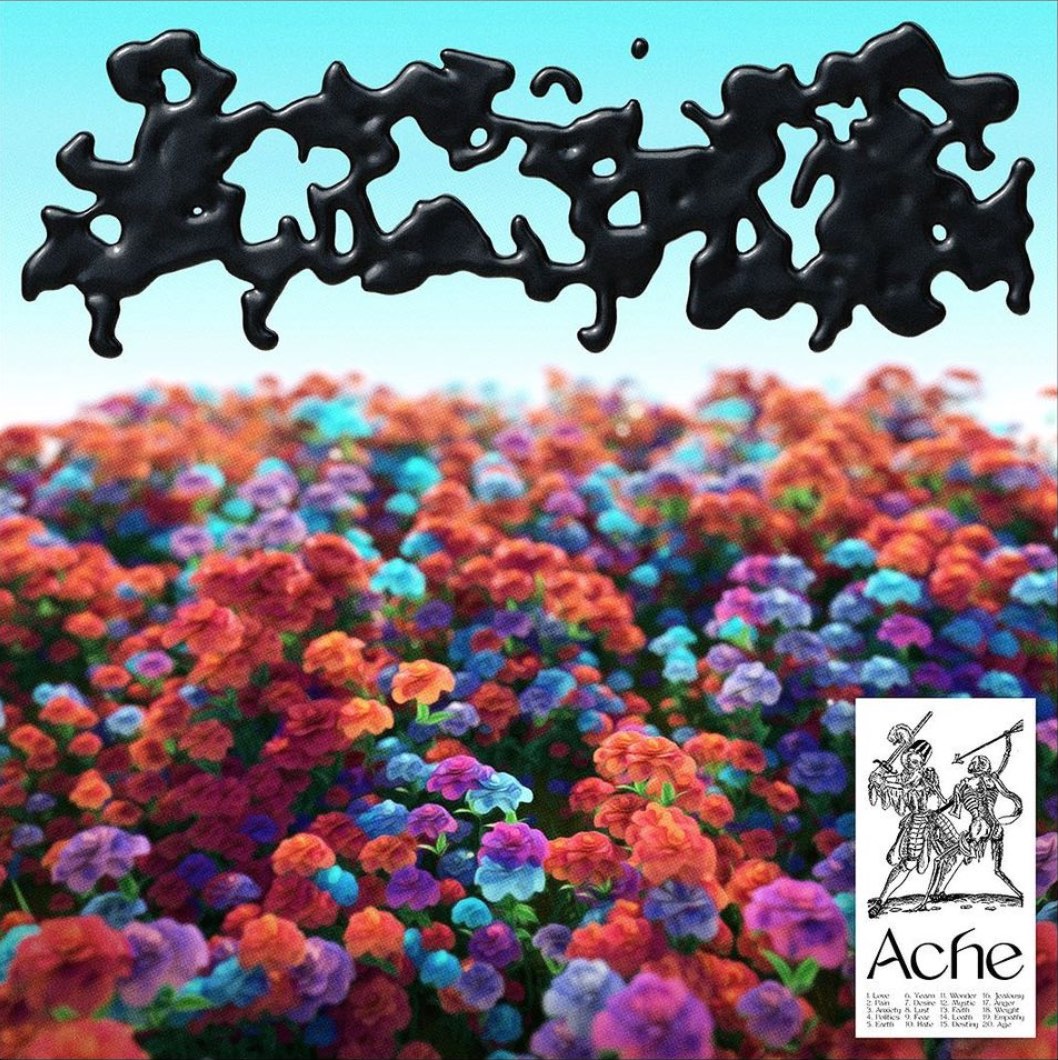 Ache
1. Love 6. Yearn 11. Wonder 16. Jealousy
2. Pain 7. Desire 12. Mystic 17. Anger
3. Anxiety 8. Lust 13. Faith 18. Weight
4. Politics 9. Fear 14. Loath 19. Empathy
5. Earth 10. Hate 15. Destiny 20. Age